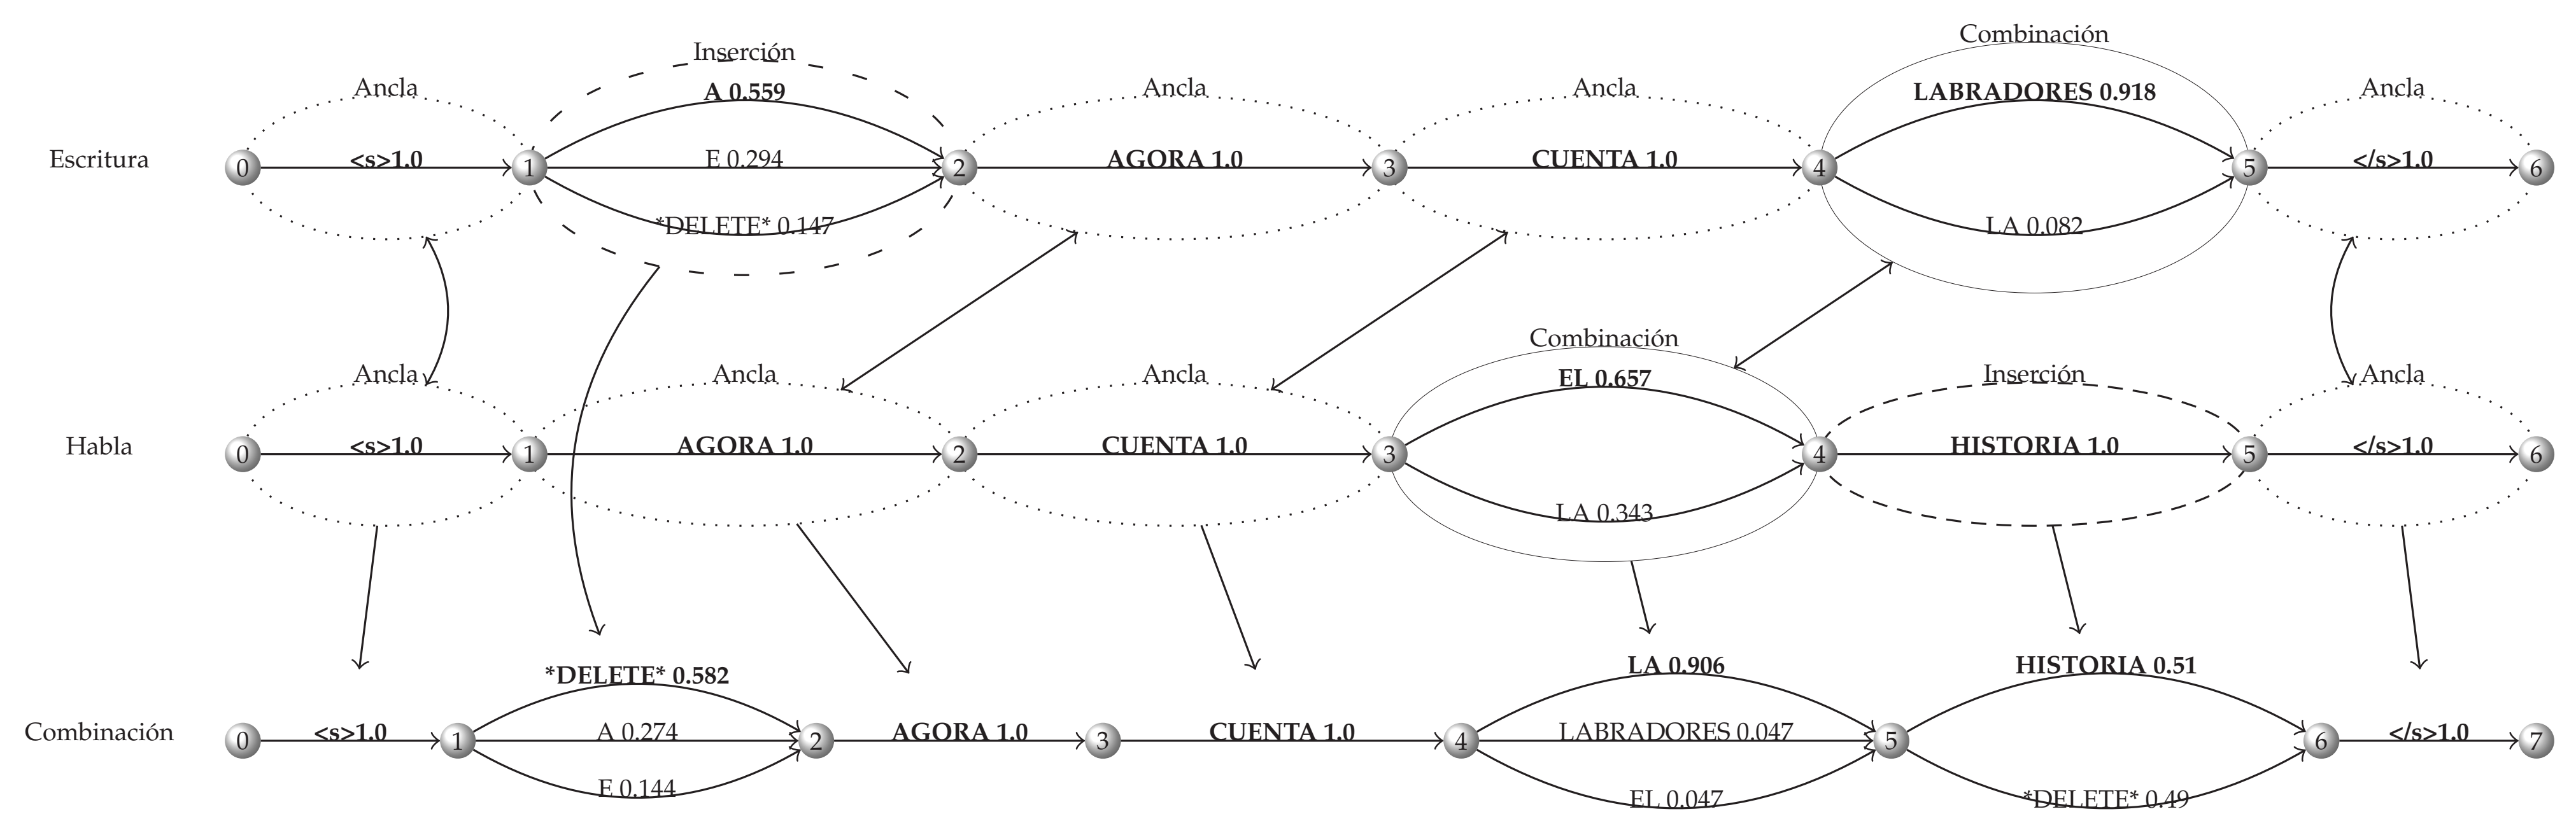 Inserción
Combinación
Ancla
Ancla
Ancla
Ancla
A 0.559
LABRADORES 0.918
Escritura
0
<s>1.0
1
E 0.294
2
AGORA 1.0
3
CUENTA 1.0
4
5
</s>1.0
6
*DELETE* 0.147
LA 0.082
Combinación
Ancla
Ancla
Ancla
Inserción
Ancla
EL 0.657
Habla
0
<s>1.0
1
AGORA 1.0
2
CUENTA 1.0
3
4
HISTORIA 1.0
5
</s>1.0
6
LA 0.343
*DELETE* 0.582
LA 0.906
HISTORIA 0.51
Combinación
0
<s>1.0
1
A 0.274
2
AGORA 1.0
3
CUENTA 1.0
4
LABRADORES 0.047
5
6
</s>1.0
7
E 0.144
EL 0.047
*DELETE* 0.49